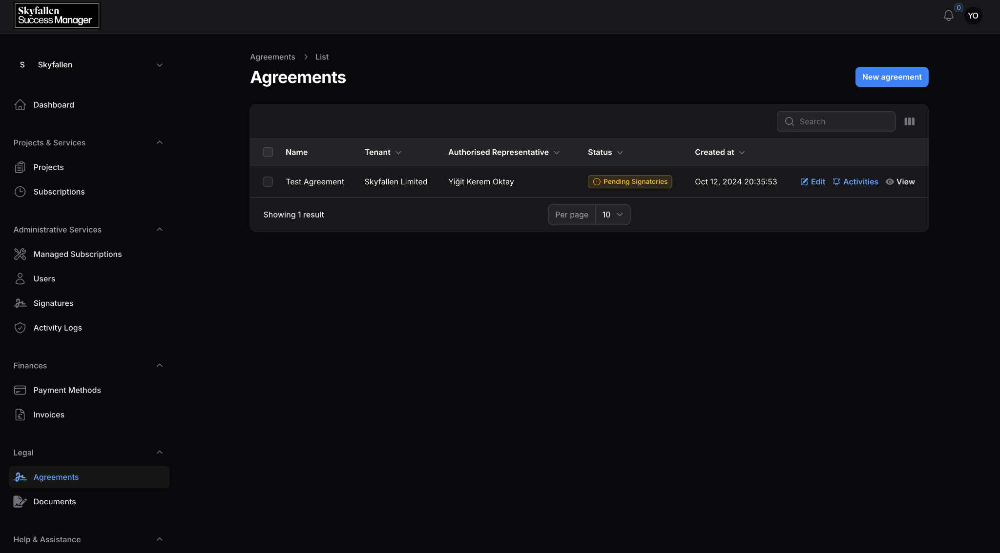 Skyfallen
Success Manager
0
YO
S Skyfallen
Dashboard
Projects & Services
Projects
Subscriptions
Administrative Services
Managed Subscriptions
Users
Signatures
Activity Logs
Finances
Payment Methods
Invoices
Legal
Agreements
Documents
Help & Assistance
Agreements > List
Agreements
New agreement
Search
Name Tenant Authorised Representative Status Created at
Test Agreement Skyfallen Limited Yiğit Kerem Oktay Pending Signatories Oct 12, 2024 20:35:53 Edit Activities View
Showing 1 result Per page 10